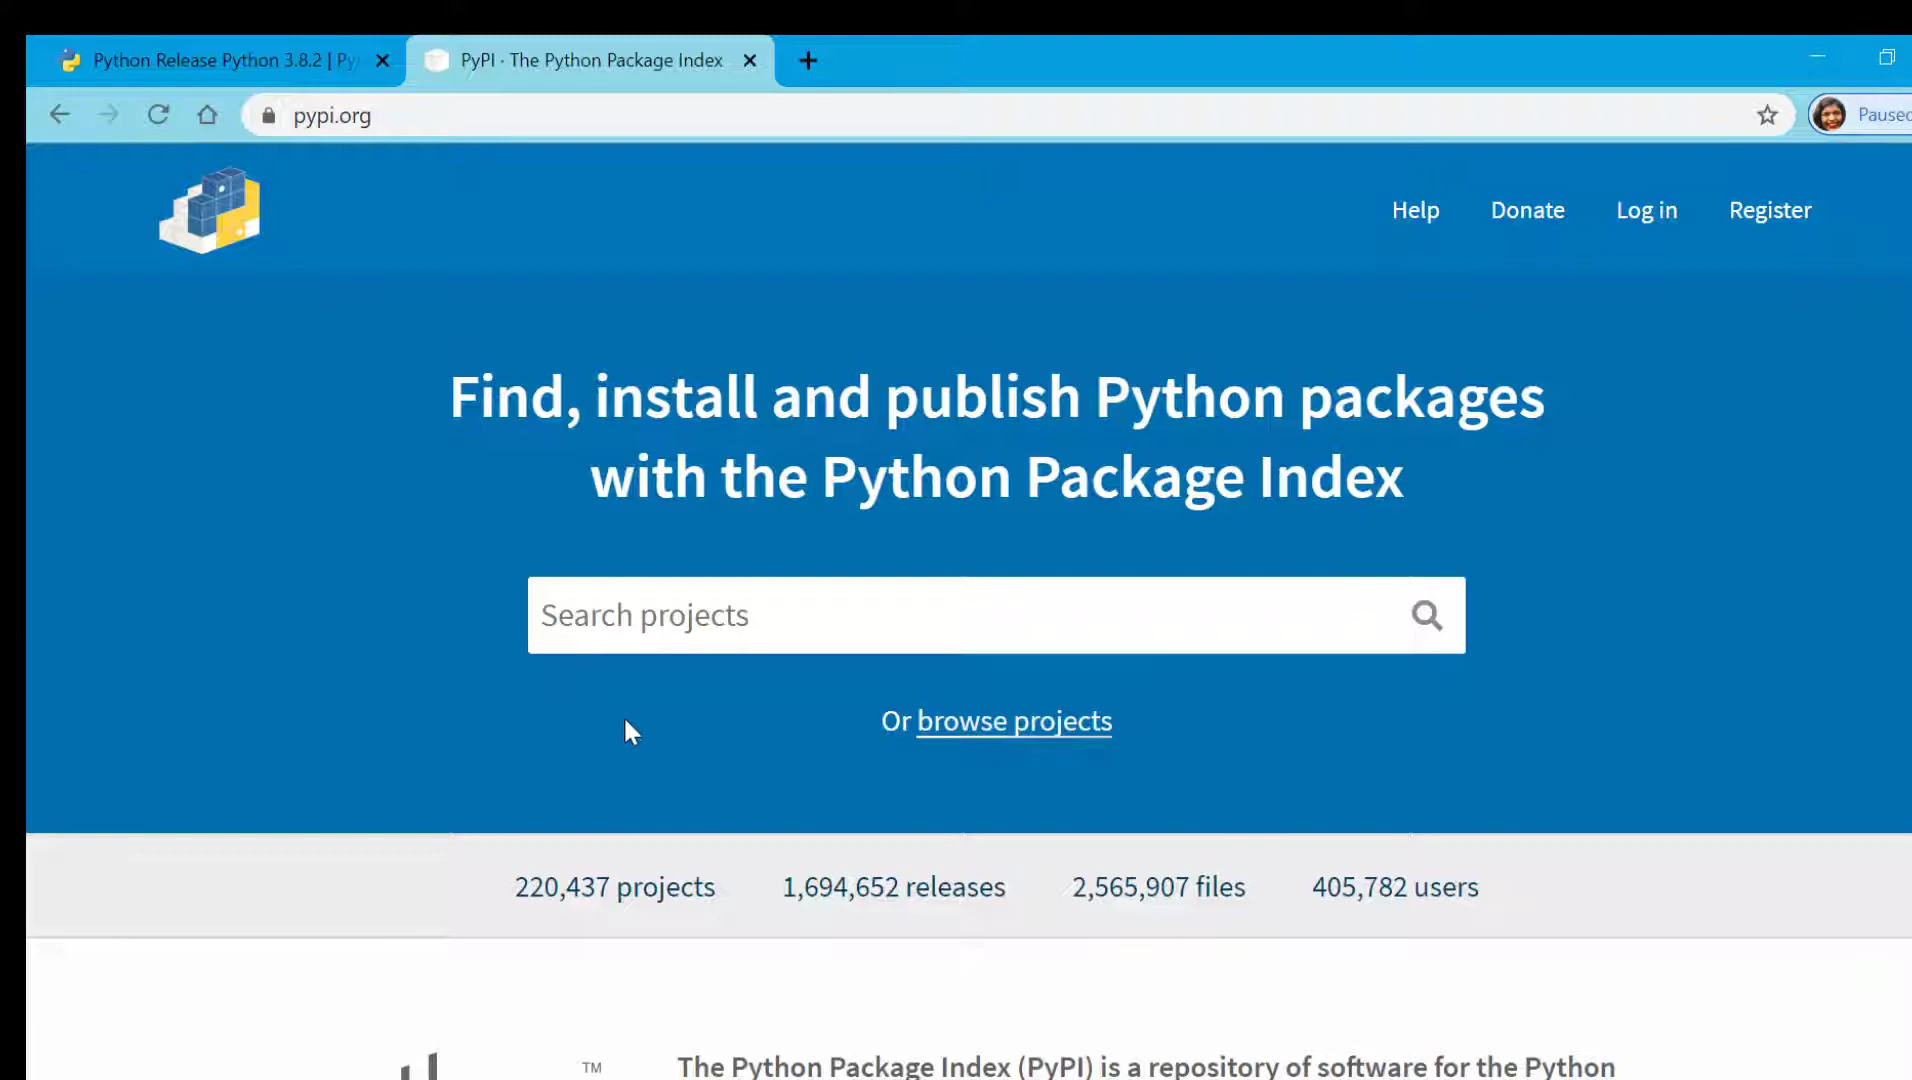 Python Release Python 3.8.2 | Py
PyPI · The Python Package Index
pypi.org
Paused
Help Donate Log in Register
Find, install and publish Python packages
with the Python Package Index
Search projects
Or browse projects
220,437 projects 1,694,652 releases 2,565,907 files 405,782 users
TM
The Python Package Index (PyPI) is a repository of software for the Python